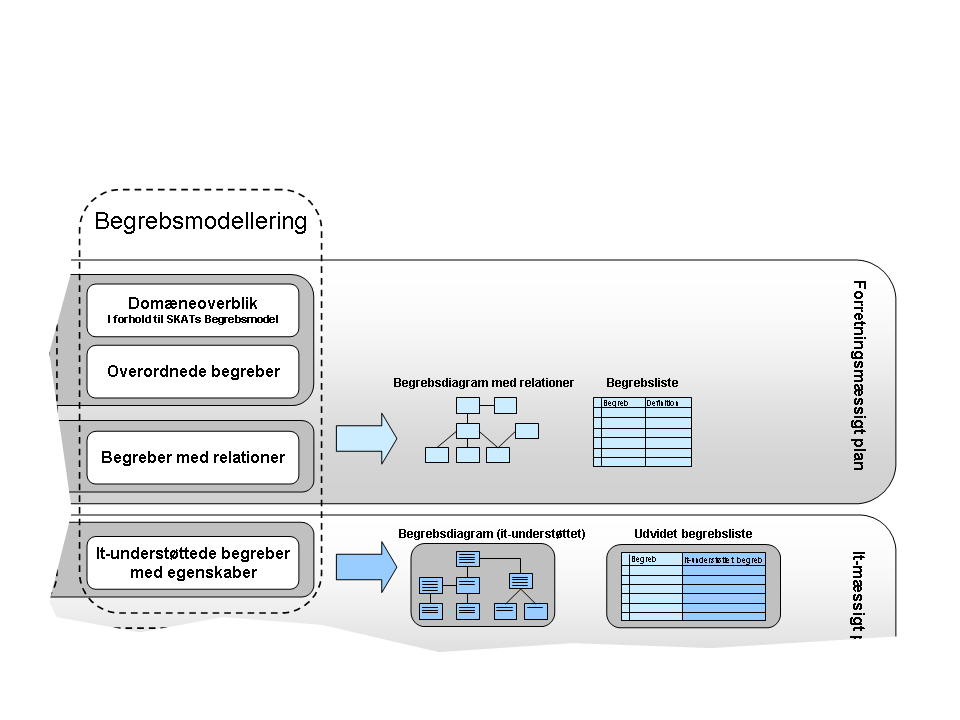 Begrebsmodellering
Domæneoverblik
I forhold til SKATs Begrebsmodel
Overordnede begreber
Begreber med relationer
Begrebsdiagram med relationer
Begrebsliste
Begreb
Definition
Forretningsmæssigt plan
It-understøttede begreber
med egenskaber
Begrebsdiagram (it-understøttet)
Udvidet begrebsliste
Begreb
It-understøttet begreb
It-mæssigt